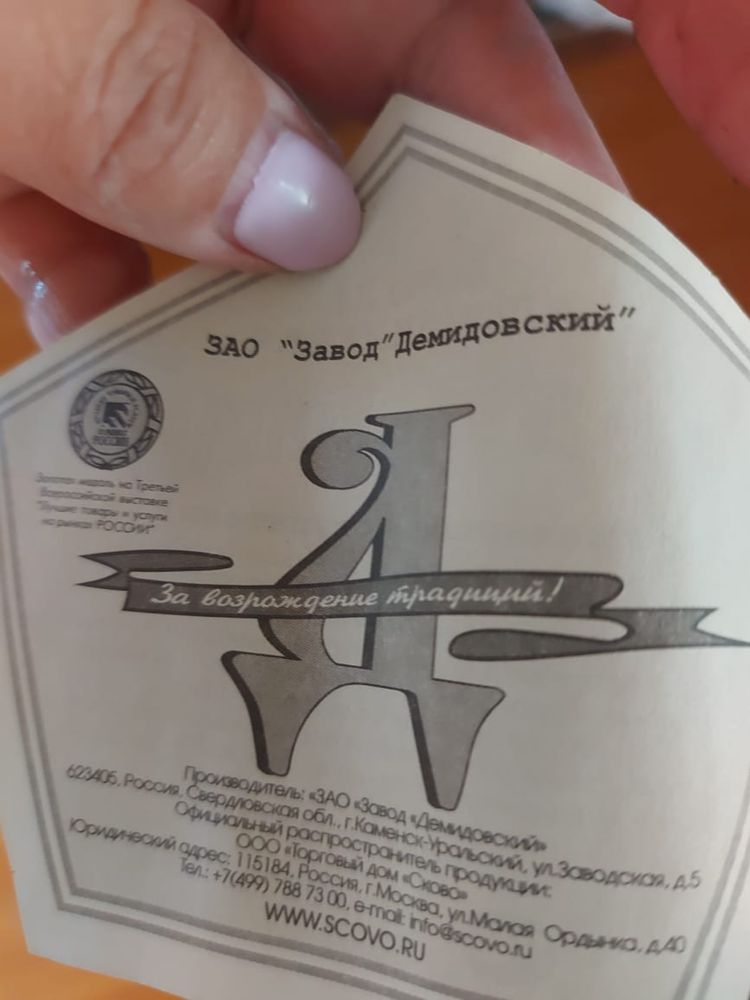 ЗАО "Завод"Демидовский"
РОССИИ
Золотая медаль на Третьей
Всероссийской выставке
"Лучшие товары и услуги
на рынках РОССИИ"
За возрождение традиций!
Производитель: «ЗАО «Завод «Демидовский»
623405, Россия, Свердловская обл., г.Каменск-Уральский, ул.Заводская, д.5
Официальный распространитель продукции:
ООО «Торговый дом «Сково»
Юридический адрес: 115184, Россия, г.Москва, ул.Малая Ордынка, д.40
Тел.: +7(499) 788 73 00, e-mail: info@scovo.ru
WWW.SCOVO.RU